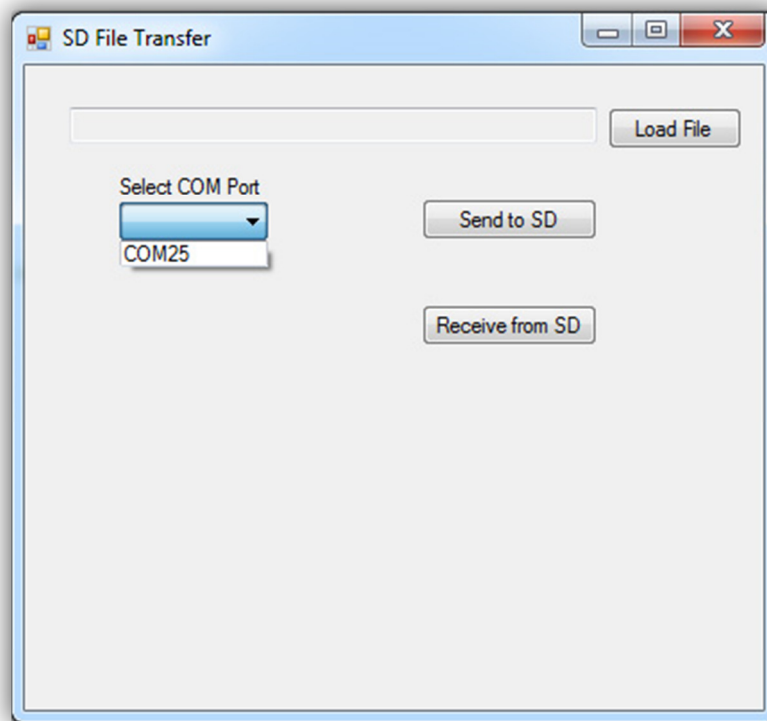 SD File Transfer
Load File
Select COM Port
Send to SD
COM25
Receive from SD